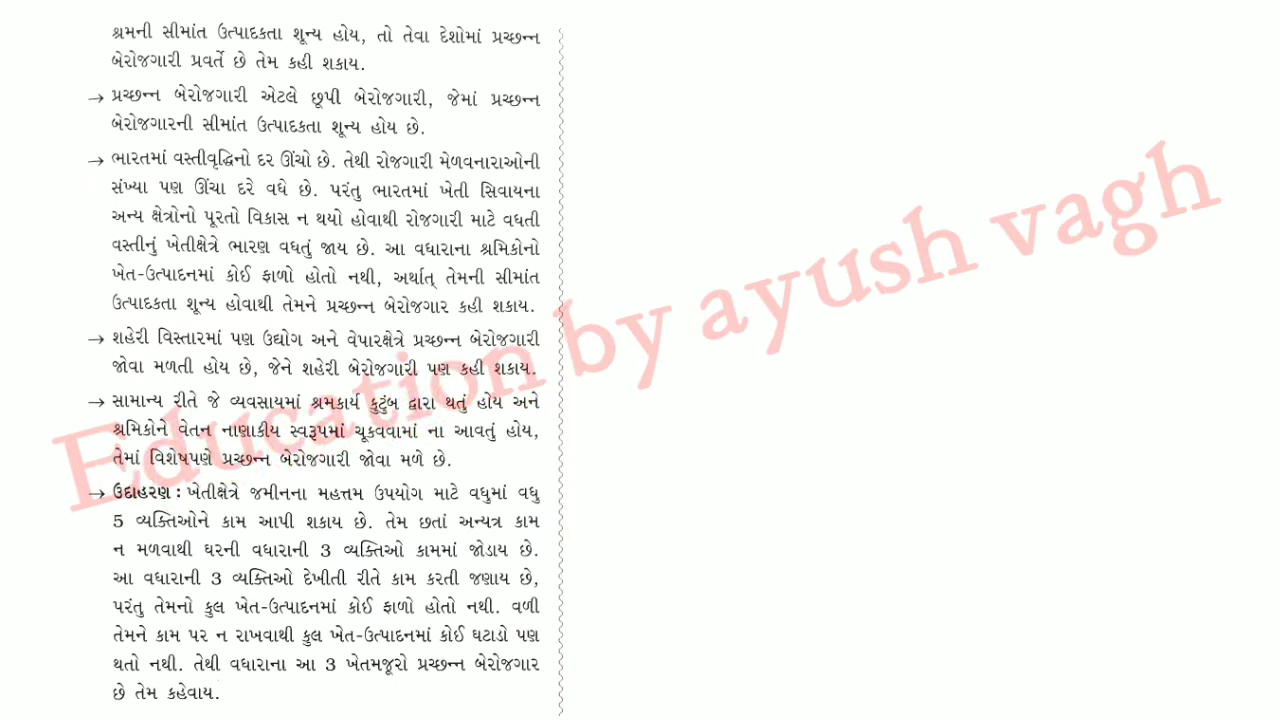 શ્રમની સીમાંત ઉત્પાદકતા શૂન્ય હોય, તો તેવા દેશોમાં પ્રચ્છન્ન
બેરોજગારી પ્રવર્તે છે તેમ કહી શકાય.
→ પ્રચ્છન્ન બેરોજગારી એટલે છૂપી બેરોજગારી, જેમાં પ્રચ્છન્ન
બેરોજગારની સીમાંત ઉત્પાદકતા શૂન્ય હોય છે.
→ ભારતમાં વસ્તીવૃદ્ધિનો દર ઊંચો છે. તેથી રોજગારી મેળવનારાઓની
સંખ્યા પણ ઊંચા દરે વધે છે. પરંતુ ભારતમાં ખેતી સિવાયના
અન્ય ક્ષેત્રોનો પૂરતો વિકાસ ન થયો હોવાથી રોજગારી માટે વધતી
વસ્તીનું ખેતીક્ષેત્રે ભારણ વધતું જાય છે. આ વધારાના શ્રમિકોનો
ખેત-ઉત્પાદનમાં કોઈ ફાળો હોતો નથી, અર્થાત્ તેમની સીમાંત
ઉત્પાદકતા શૂન્ય હોવાથી તેમને પ્રચ્છન્ન બેરોજગાર કહી શકાય.
→ શહેરી વિસ્તારમાં પણ ઉદ્યોગ અને વેપારક્ષેત્રે પ્રચ્છન્ન બેરોજગારી
જોવા મળતી હોય છે, જેને શહેરી બેરોજગારી પણ કહી શકાય.
→ સામાન્ય રીતે જે વ્યવસાયમાં શ્રમકાર્ય કુટુંબ દ્વારા થતું હોય અને
શ્રમિકોને વેતન નાણાકીય સ્વરૂપમાં ચૂકવવામાં ના આવતું હોય,
તેમાં વિશેષપણે પ્રચ્છન્ન બેરોજગારી જોવા મળે છે.
→ ઉદાહરણ : ખેતીક્ષેત્રે જમીનના મહત્તમ ઉપયોગ માટે વધુમાં વધુ
5 વ્યક્તિઓને કામ આપી શકાય છે. તેમ છતાં અન્યત્ર કામ
ન મળવાથી ઘરની વધારાની 3 વ્યક્તિઓ કામમાં જોડાય છે.
આ વધારાની 3 વ્યક્તિઓ દેખીતી રીતે કામ કરતી જણાય છે,
પરંતુ તેમનો કુલ ખેત-ઉત્પાદનમાં કોઈ ફાળો હોતો નથી. વળી
તેમને કામ પર ન રાખવાથી કુલ ખેત-ઉત્પાદનમાં કોઈ ઘટાડો પણ
થતો નથી. તેથી વધારાના આ 3 ખેતમજૂરો પ્રચ્છન્ન બેરોજગાર
છે તેમ કહેવાય.
Education by ayush vagh